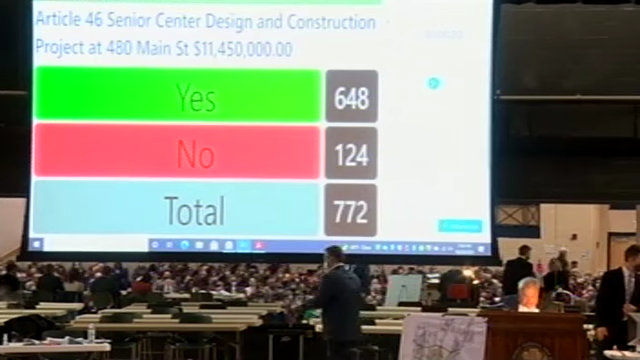 Article 46 Senior Center Design and Construction
Project at 480 Main St $11,450,000.00
Yes 648
No 124
Total 772